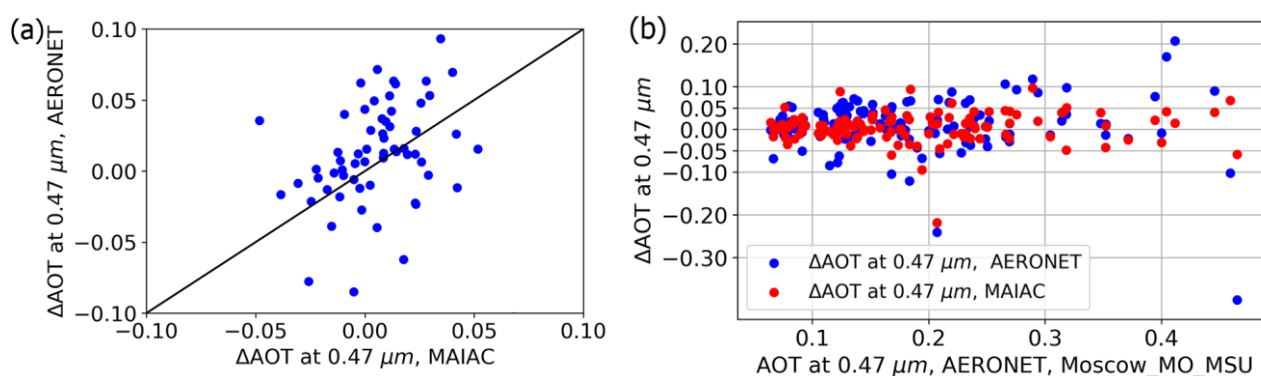 (a)
ΔAOT at 0.47 μm, AERONET
0.10
0.05
0.00
−0.05
−0.10
−0.10
−0.05
0.00
0.05
0.10
ΔAOT at 0.47 μm, MAIAC
(b)
ΔAOT at 0.47 μm
0.20
0.10
0.05
0.00
−0.05
−0.10
−0.20
−0.30
ΔAOT at 0.47 μm, AERONET
ΔAOT at 0.47 μm, MAIAC
0.1
0.2
0.3
0.4
AOT at 0.47 μm, AERONET, Moscow_MO_MSU